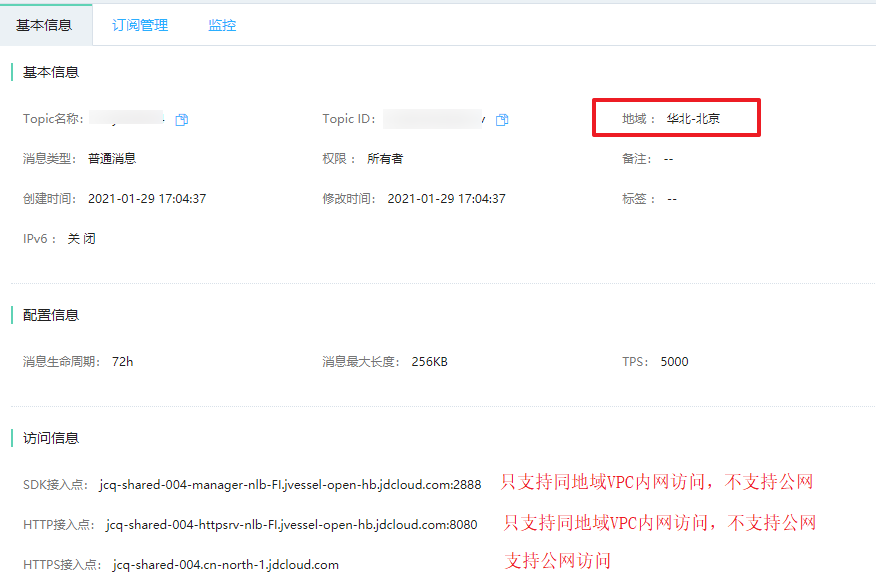 基本信息 订阅管理 监控
基本信息
Topic名称: Topic ID: 地域: 华北-北京
消息类型: 普通消息 权限: 所有者 备注: --
创建时间: 2021-01-29 17:04:37 修改时间: 2021-01-29 17:04:37 标签: --
IPv6: 关 闭
配置信息
消息生命周期: 72h 消息最大长度: 256KB TPS: 5000
访问信息
SDK接入点: jcq-shared-004-manager-nlb-FI.jvessel-open-hb.jdcloud.com:2888 只支持同地域VPC内网访问，不支持公网
HTTP接入点: jcq-shared-004-httpsrv-nlb-FI.jvessel-open-hb.jdcloud.com:8080 只支持同地域VPC内网访问，不支持公网
HTTPS接入点: jcq-shared-004.cn-north-1.jdcloud.com 支持公网访问